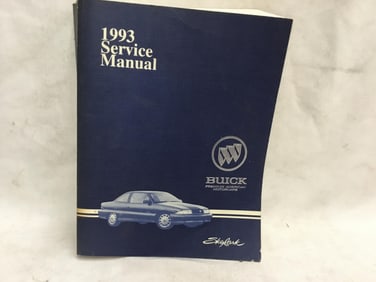 1993
Service
Manual
BUICK
PREMIUM AMERICAN
MOTORCARS
Skylark